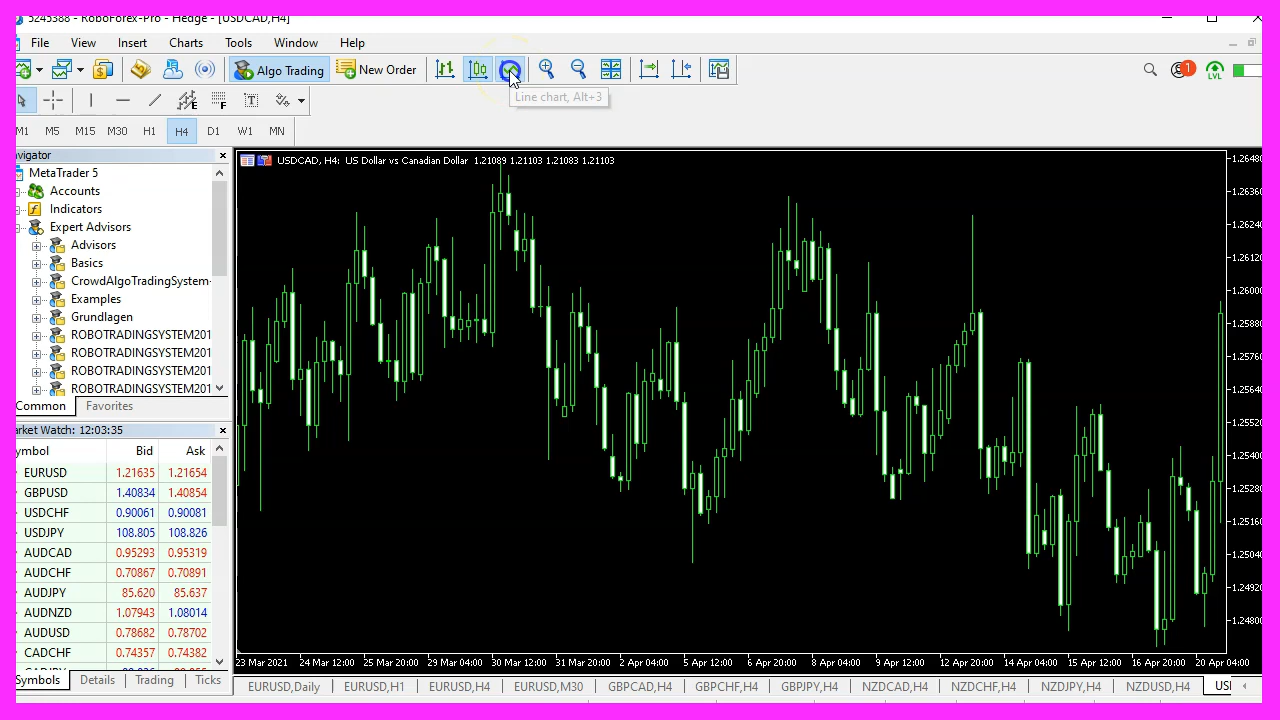 5245388 - RoboForex-Pro - Hedge - [USDCAD,H4]
File View Insert Charts Tools Window Help
Algo Trading New Order 1 LVL
Line chart, Alt+3
M1 M5 M15 M30 H1 H4 D1 W1 MN
avigator
MetaTrader 5
Accounts
Indicators
Expert Advisors
Advisors
Bas
CrowdAlgoTradingSystem-
Examples
Grundlagen
ROBOTRADINGSYSTEM201
ROBOTRADINGSYSTEM201
ROBOTRADINGSYSTEM201
ROBOTRADINGSYSTEM201
Common Favorites
arket Watch: 12:03:35
ymbol Bid Ask
EURUSD 1.21635 1.21654
GBPUSD 1.40834 1.40854
USDCHF 0.90061 0.90081
USDJPY 108.805 108.826
AUDCAD 0.95293 0.95319
AUDCHF 0.70867 0.70891
AUDJPY 85.620 85.637
AUDNZD 1.07943 1.08014
AUDUSD 0.78682 0.78702
CADCHF 0.74357 0.74382
Symbols Details Trading Ticks
USDCAD, H4: US Dollar vs Canadian Dollar 1.21089 1.21103 1.21083 1.21103
1.26480
1.26360
1.26240
1.26120
1.26000
1.25880
1.25760
1.25640
1.25520
1.25400
1.25280
1.25160
1.25040
1.24920
1.24800
23 Mar 2021 24 Mar 12:00 25 Mar 20:00 29 Mar 04:00 30 Mar 12:00 31 Mar 20:00 2 Apr 04:00 5 Apr 12:00 6 Apr 20:00 8 Apr 04:00 9 Apr 12:00 12 Apr 20:00 14 Apr 04:00 15 Apr 12:00 16 Apr 20:00 20 Apr 04:00
EURUSD,Daily EURUSD,H1 EURUSD,H4 EURUSD,M30 GBPCAD,H4 GBPCHF,H4 GBPJPY,H4 NZDCAD,H4 NZDCHF,H4 NZDJPY,H4 NZDUSD,H4 USI